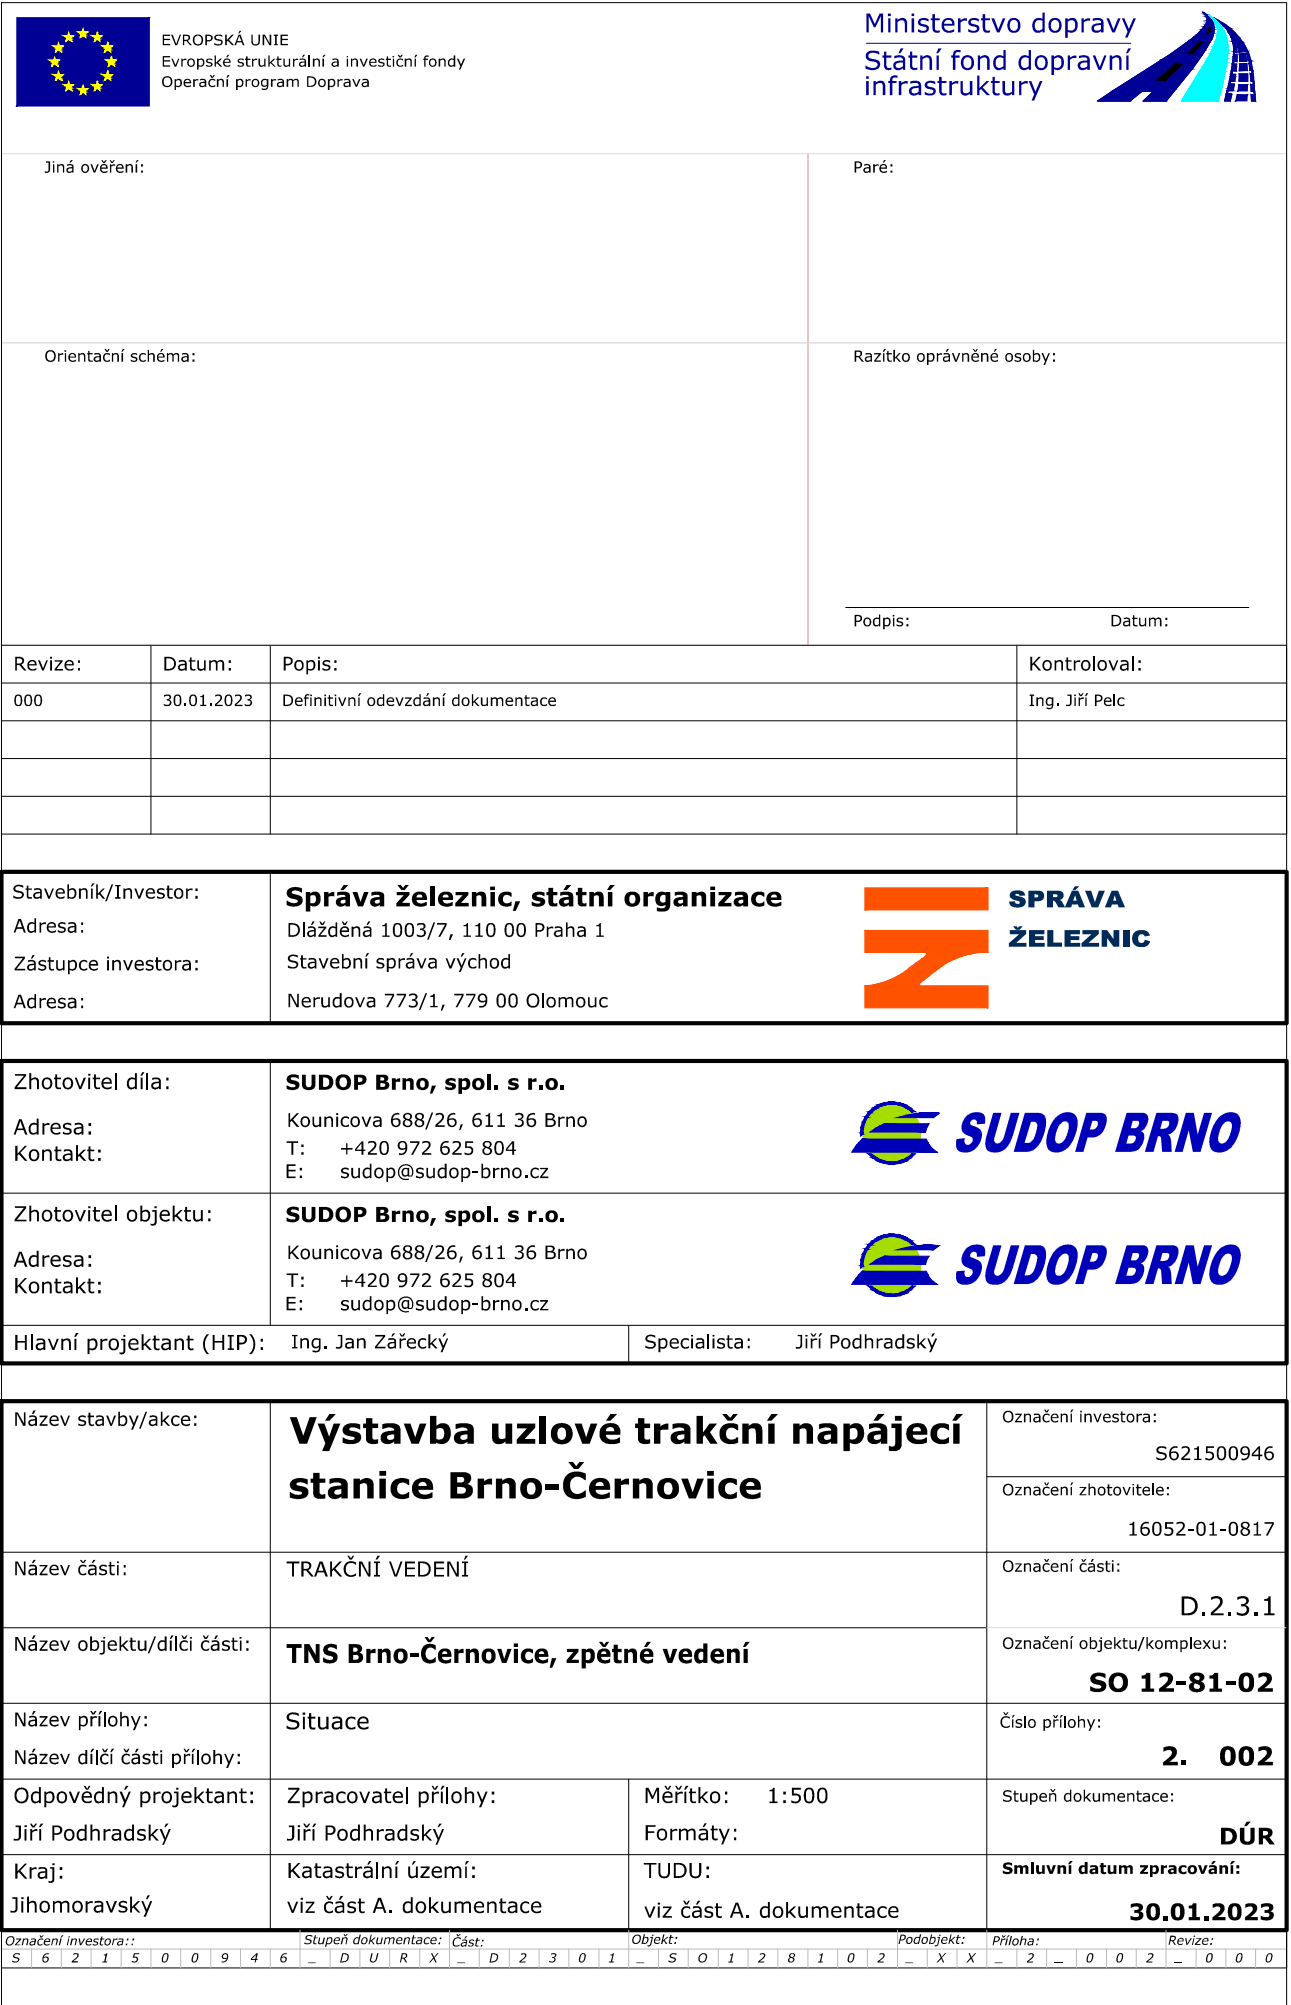 EVROPSKÁ UNIE
Evropské strukturální a investiční fondy
Operační program Doprava
Ministerstvo dopravy
Státní fond dopravní
infrastruktury
Jiná ověření:
Paré:
Orientační schéma:
Razítko oprávněné osoby:
Podpis: Datum:
Revize: Datum: Popis: Kontroloval:
000 30.01.2023 Definitivní odevzdání dokumentace Ing. Jiří Pelc
Stavebník/Investor: Správa železnic, státní organizace
Adresa: Dlážděná 1003/7, 110 00 Praha 1
Zástupce investora: Stavební správa východ
Adresa: Nerudova 773/1, 779 00 Olomouc
SPRÁVA
ŽELEZNIC
Zhotovitel díla: SUDOP Brno, spol. s r.o.
Adresa: Kounicova 688/26, 611 36 Brno
Kontakt: T: +420 972 625 804
E: sudop@sudop-brno.cz
SUDOP BRNO
Zhotovitel objektu: SUDOP Brno, spol. s r.o.
Adresa: Kounicova 688/26, 611 36 Brno
Kontakt: T: +420 972 625 804
E: sudop@sudop-brno.cz
SUDOP BRNO
Hlavní projektant (HIP): Ing. Jan Zářecký Specialista: Jiří Podhradský
Název stavby/akce: Výstavba uzlové trakční napájecí
stanice Brno-Černovice
Označení investora:
S621500946
Označení zhotovitele:
16052-01-0817
Název části: TRAKČNÍ VEDENÍ
Označení části:
D.2.3.1
Název objektu/dílči části: TNS Brno-Černovice, zpětné vedení
Označení objektu/komplexu:
SO 12-81-02
Název přílohy: Situace
Název dílčí části přílohy:
Číslo přílohy:
2. 002
Odpovědný projektant: Zpracovatel přílohy: Měřítko: 1:500
Jiří Podhradský Jiří Podhradský Formáty:
Stupeň dokumentace:
DÚR
Kraj: Katastrální území: TUDU:
Jihomoravský viz část A. dokumentace viz část A. dokumentace
Smluvní datum zpracování:
30.01.2023
Označení investora:: Stupeň dokumentace: Část: Objekt: Podobjekt: Příloha: Revize:
S 6 2 1 5 0 0 9 4 6 _ D U R X _ D 2 3 0 1 _ S O 1 2 8 1 0 2 _ X X _ 2 _ 0 0 2 _ 0 0 0